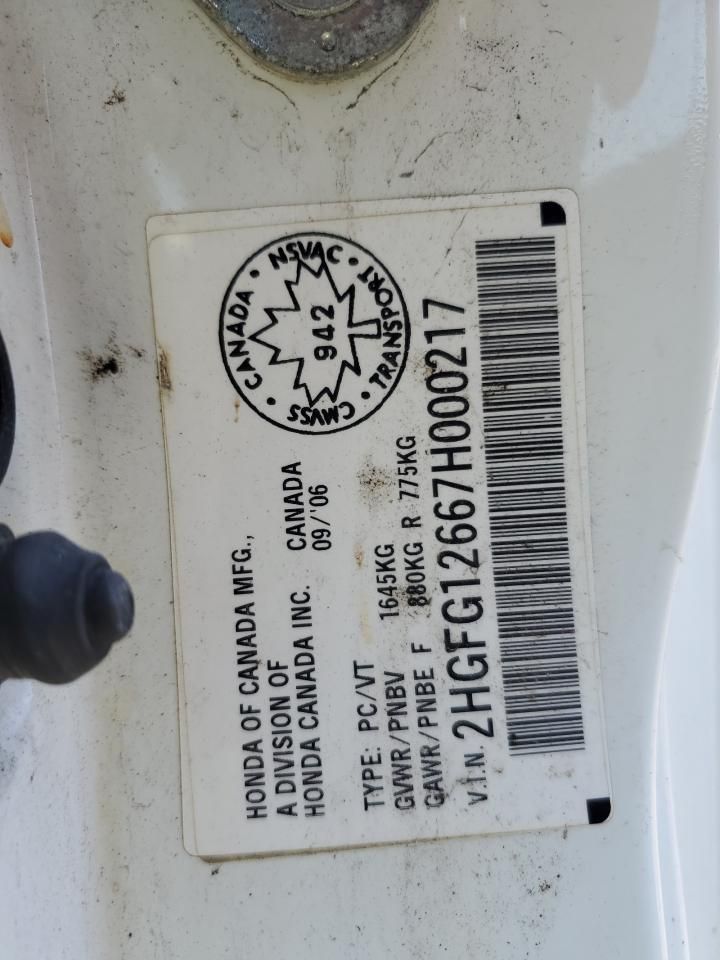 HONDA OF CANADA MFG.,
A DIVISION OF
HONDA CANADA INC. CANADA
09/'06
CANADA • NSVAC • TRANSPORT • CMVSS •
942
TYPE: PC/VT
GVWR/PNBV 1645KG
GAWR/PNBE F 880KG R 775KG
V.I.N. 2HGFG12667H000217